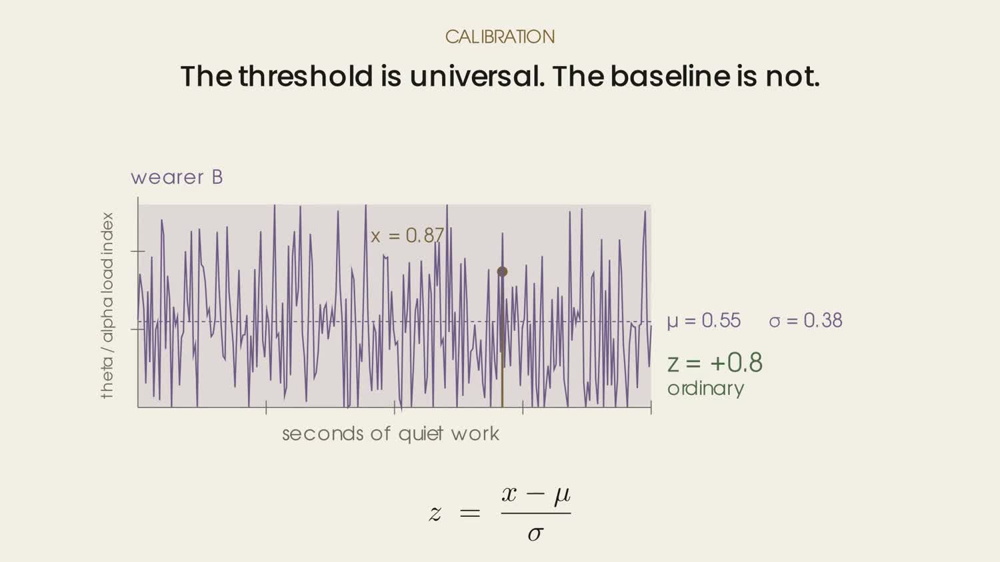 CALIBRATION
The threshold is universal. The baseline is not.
wearer B
theta / alpha load index
x = 0.87
μ = 0.55 σ = 0.38
z = +0.8
ordinary
seconds of quiet work
z = x − μ
σ